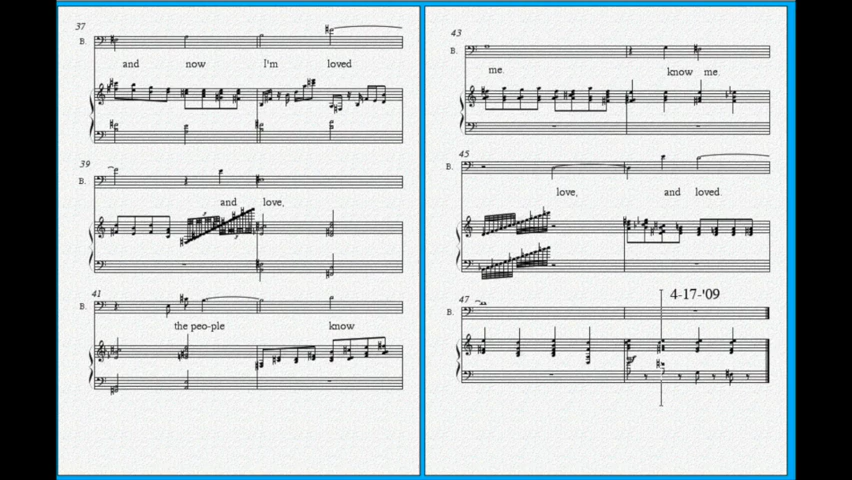 37
B.
and now I'm loved
39
B.
and love,
41
B.
the peo-ple know
43
B.
me. know me.
45
B.
love, and loved.
47
4-17-'09
B.